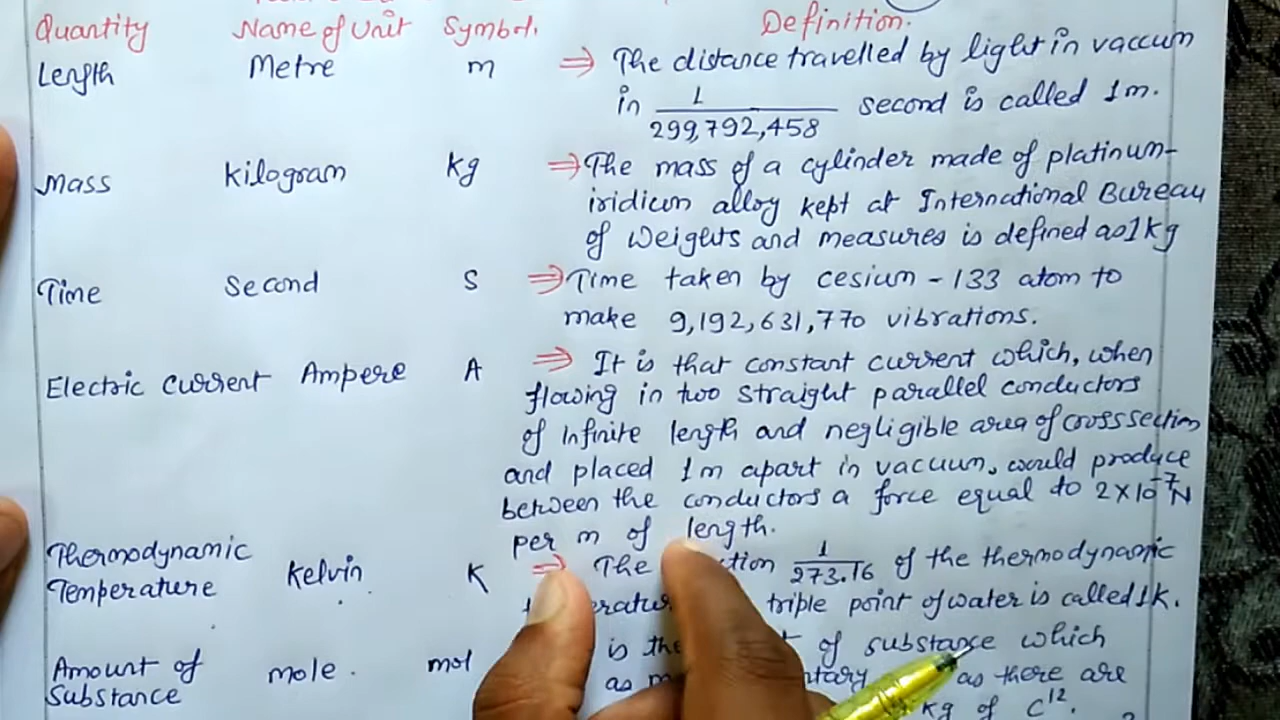 Quantity Name of Unit Symbol. Definition.
Length Metre m ⇒ The distance travelled by light in vaccum
in 1/299,792,458 second is called 1m.
Mass kilogram kg ⇒ The mass of a cylinder made of platinum-
iridium alloy kept at International Bureau
of Weights and measures is defined as 1kg
Time Second S ⇒ Time taken by cesium - 133 atom to
make 9,192,631,770 vibrations.
Electric current Ampere A ⇒ It is that constant current which, when
flowing in two straight parallel conductors
of infinite length and negligible area of cross section
and placed 1m apart in vacuum, would produce
between the conductors a force equal to 2×10⁻⁷N
per m of length.
Thermodynamic
Temperature Kelvin K ⇒ The 1/273.16 of the thermodynamic
triple point of water is called 1K.
Amount of
Substance mole. mol is the of substance which
as there are
kg of C¹².